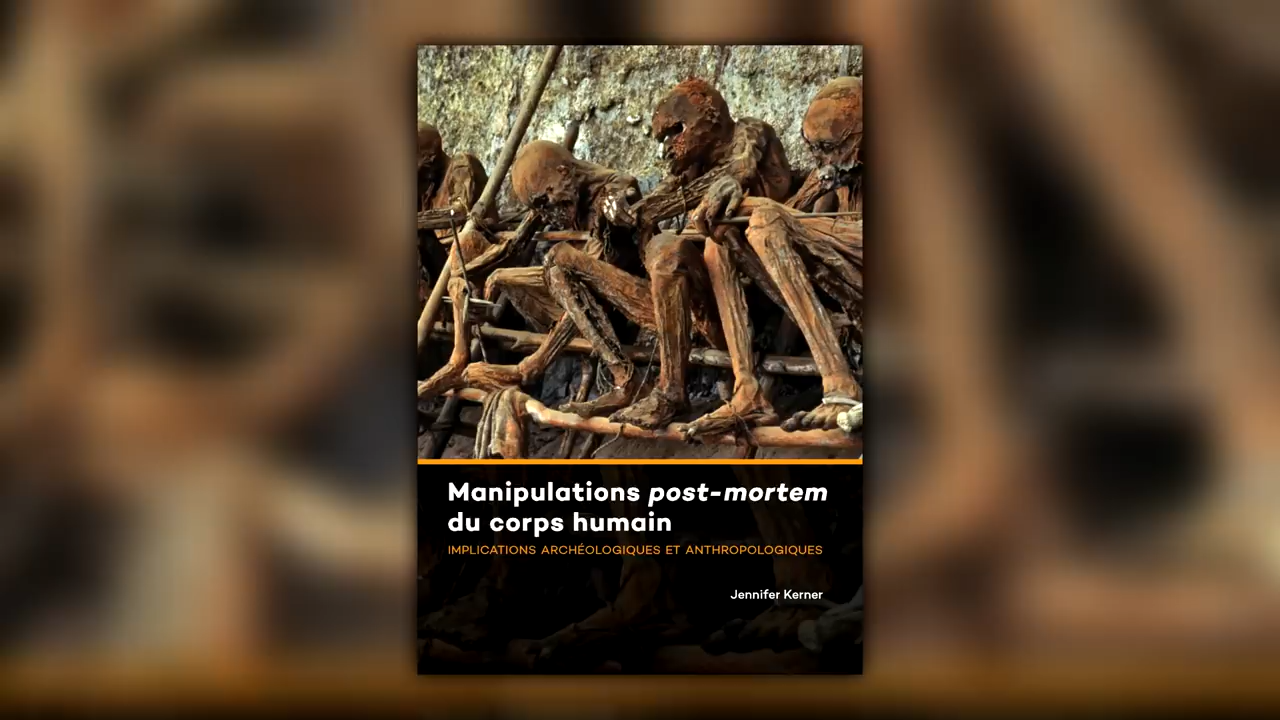 Manipulations post-mortem
du corps humain
IMPLICATIONS ARCHÉOLOGIQUES ET ANTHROPOLOGIQUES
Jennifer Kerner